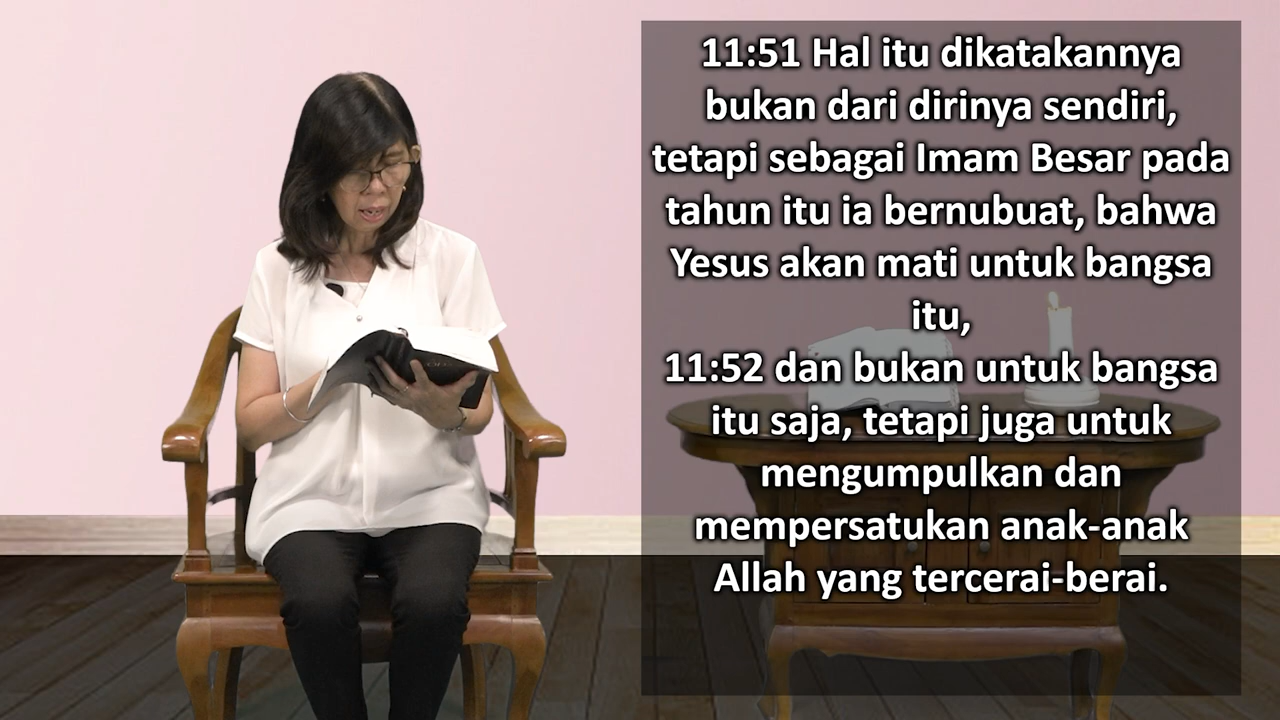 11:51 Hal itu dikatakannya
bukan dari dirinya sendiri,
tetapi sebagai Imam Besar pada
tahun itu ia bernubuat, bahwa
Yesus akan mati untuk bangsa
itu,
11:52 dan bukan untuk bangsa
itu saja, tetapi juga untuk
mengumpulkan dan
mempersatukan anak-anak
Allah yang tercerai-berai.